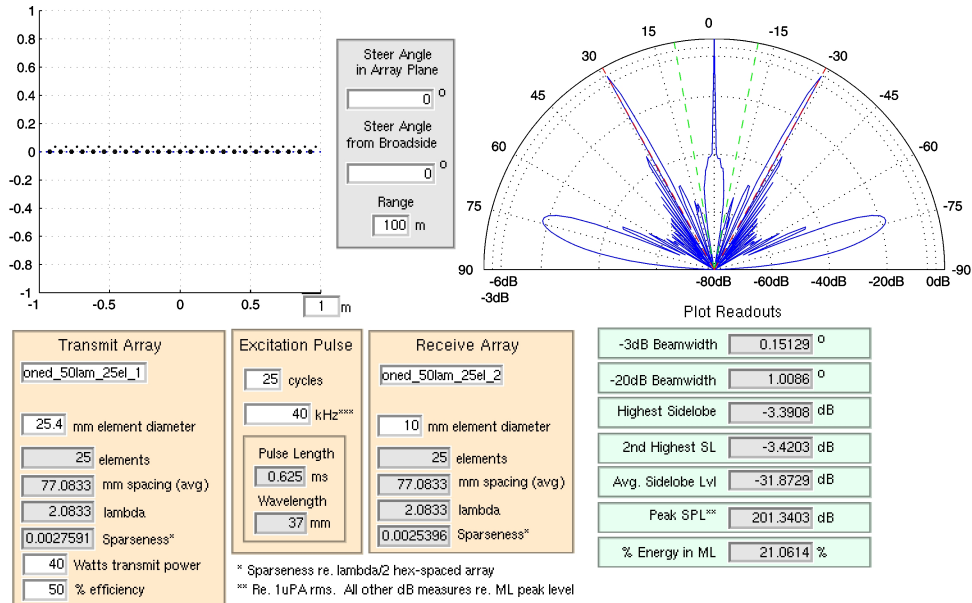 1
0.8
0.6
0.4
0.2
0
-0.2
-0.4
-0.6
-0.8
-1
-1 -0.5 0 0.5 1 m
Steer Angle
in Array Plane
0 o
Steer Angle
from Broadside
0 o
Range
100 m
0
15 -15
30 -30
45 -45
60 -60
75 -75
90 -90
-6dB -80dB -60dB -40dB -20dB 0dB
-3dB
Plot Readouts
Transmit Array
oned_50lam_25el_1
25.4 mm element diameter
25 elements
77.0833 mm spacing (avg)
2.0833 lambda
0.0027591 Sparseness*
40 Watts transmit power
50 % efficiency
Excitation Pulse
25 cycles
40 kHz***
Pulse Length
0.625 ms
Wavelength
37 mm
Receive Array
oned_50lam_25el_2
10 mm element diameter
25 elements
77.0833 mm spacing (avg)
2.0833 lambda
0.0025396 Sparseness*
* Sparseness re. lambda/2 hex-spaced array
** Re. 1uPA rms. All other dB measures re. ML peak level
-3dB Beamwidth 0.15129 o
-20dB Beamwidth 1.0086 o
Highest Sidelobe -3.3908 dB
2nd Highest SL -3.4203 dB
Avg. Sidelobe Lvl -31.8729 dB
Peak SPL** 201.3403 dB
% Energy in ML 21.0614 %